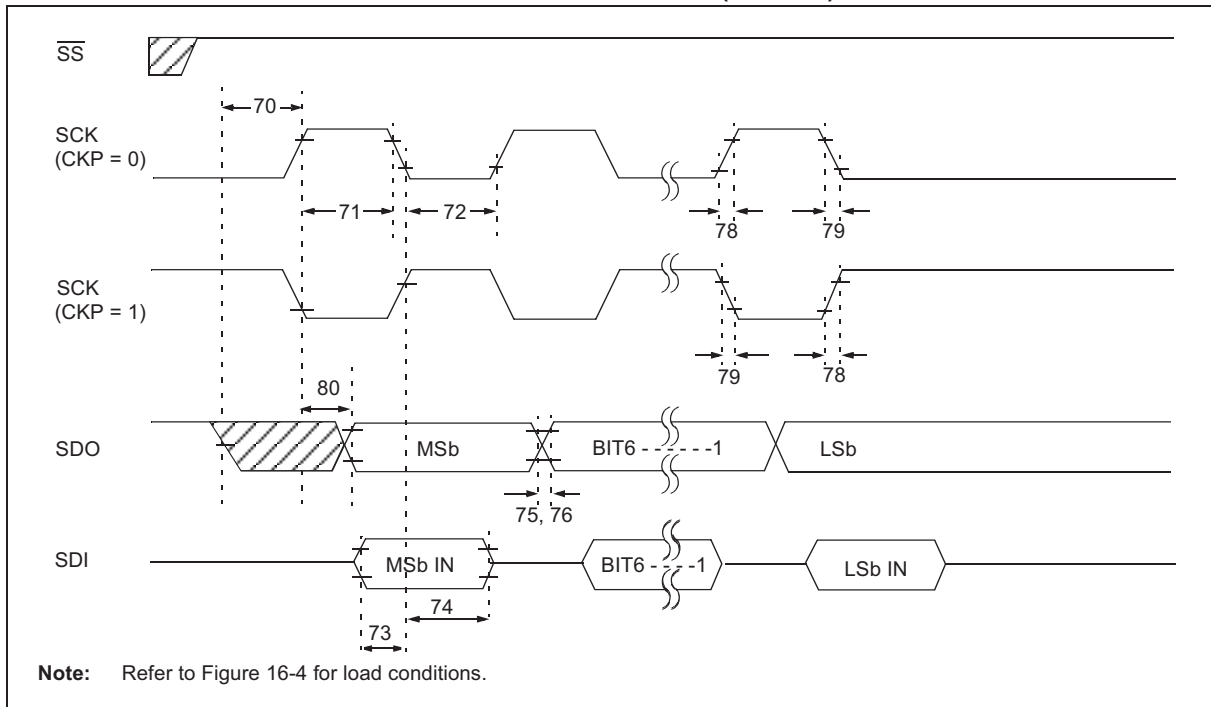 SS
70
SCK
(CKP = 0)
71
72
78
79
SCK
(CKP = 1)
79
78
80
SDO
MSb
BIT6 - - - - - -1
LSb
75, 76
SDI
MSb IN
BIT6 - - - - -1
LSb IN
74
73
Note: Refer to Figure 16-4 for load conditions.